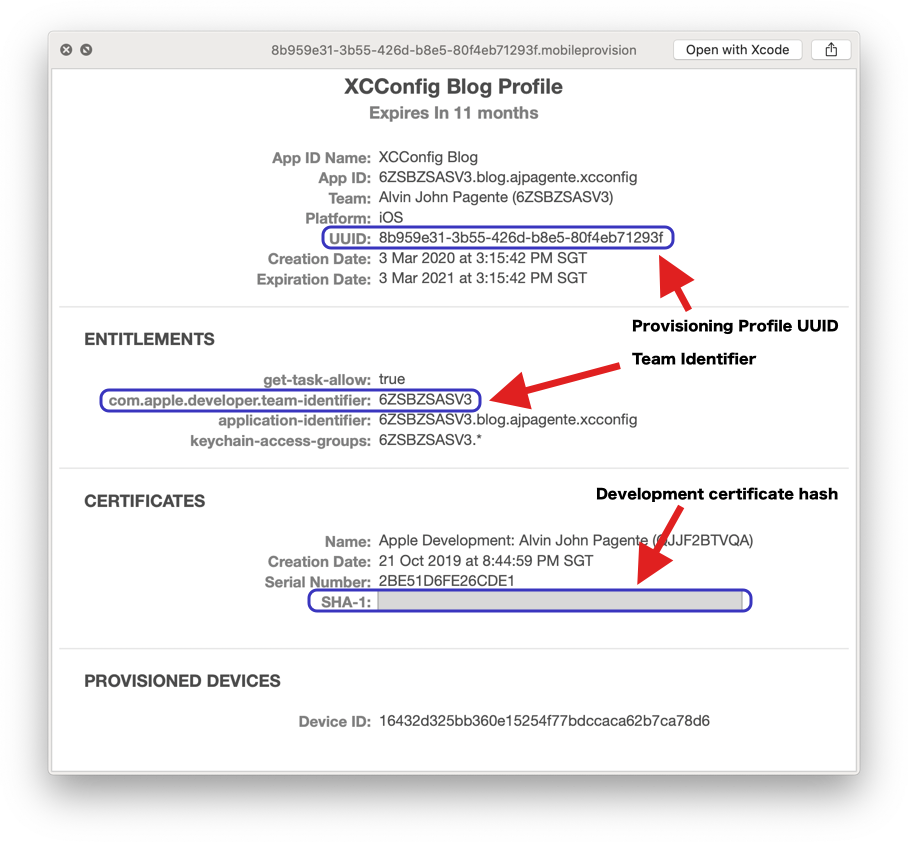 8b959e31-3b55-426d-b8e5-80f4eb71293f.mobileprovision
Open with Xcode
XCConfig Blog Profile
Expires In 11 months
App ID Name: XCConfig Blog
App ID: 6ZSBZSASV3.blog.ajpagente.xcconfig
Team: Alvin John Pagente (6ZSBZSASV3)
Platform: iOS
UUID: 8b959e31-3b55-426d-b8e5-80f4eb71293f
Creation Date: 3 Mar 2020 at 3:15:42 PM SGT
Expiration Date: 3 Mar 2021 at 3:15:42 PM SGT
Provisioning Profile UUID
ENTITLEMENTS
Team Identifier
get-task-allow: true
com.apple.developer.team-identifier: 6ZSBZSASV3
application-identifier: 6ZSBZSASV3.blog.ajpagente.xcconfig
keychain-access-groups: 6ZSBZSASV3.*
CERTIFICATES
Development certificate hash
Name: Apple Development: Alvin John Pagente (QJJF2BTVQA)
Creation Date: 21 Oct 2019 at 8:44:59 PM SGT
Serial Number: 2BE51D6FE26CDE1
SHA-1:
PROVISIONED DEVICES
Device ID: 16432d325bb360e15254f77bdccaca62b7ca78d6